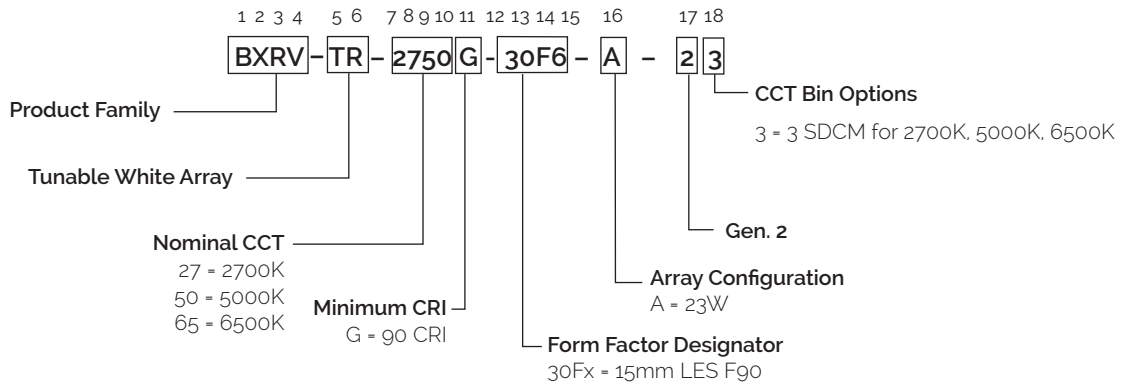 1 2 3 4 5 6 7 8 9 10 11 12 13 14 15 16 17 18
BXRV – TR – 2750 G - 30F6 – A – 2 3
Product Family
CCT Bin Options
3 = 3 SDCM for 2700K, 5000K, 6500K
Tunable White Array
Gen. 2
Nominal CCT
27 = 2700K
50 = 5000K
65 = 6500K
Array Configuration
A = 23W
Minimum CRI
G = 90 CRI
Form Factor Designator
30Fx = 15mm LES F90